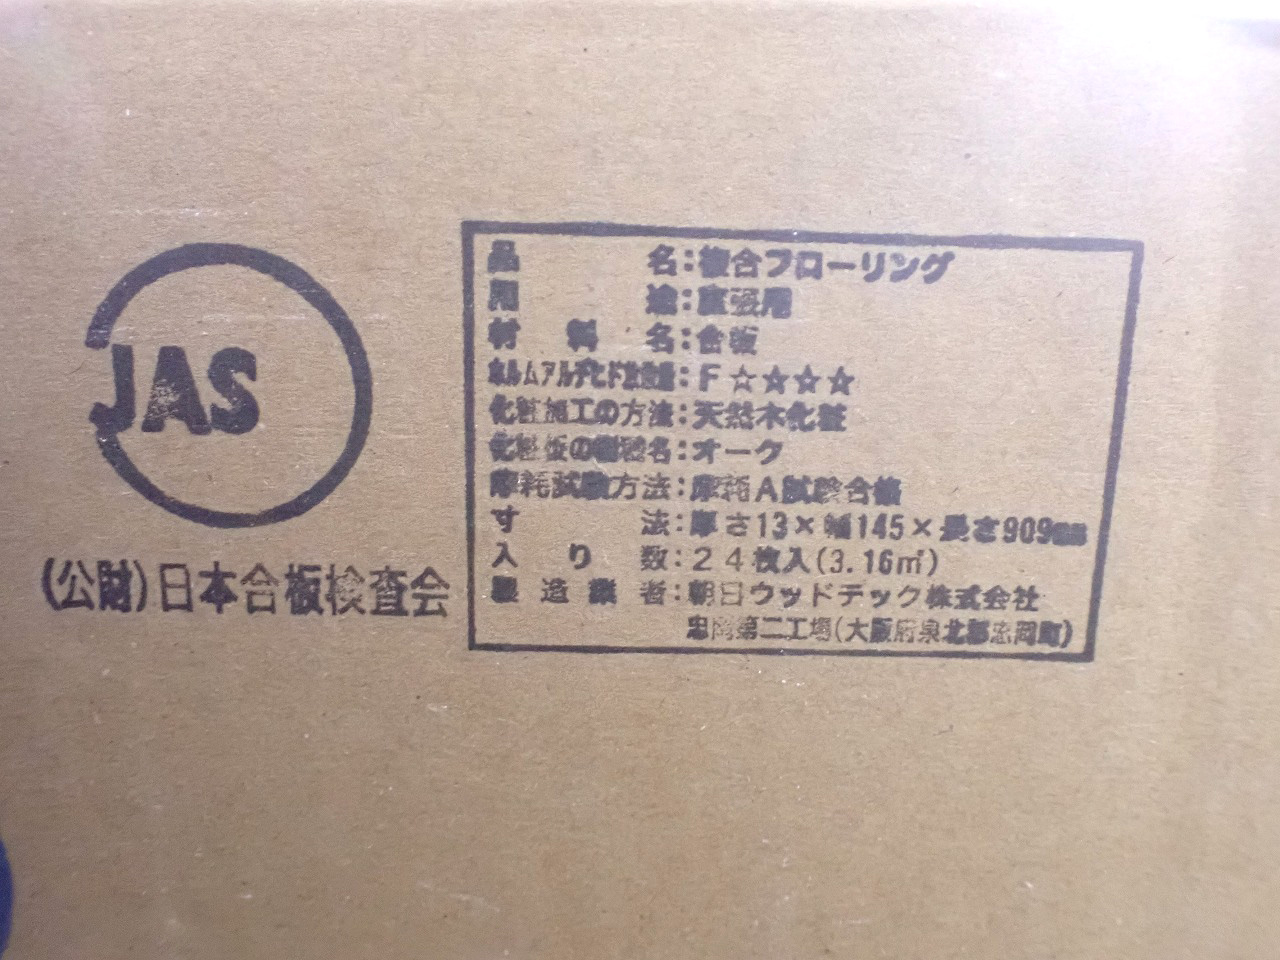 JAS
(公財)日本合板検査会
品名:複合フローリング
用途:直張用
材料名:合板
ホルムアルデヒド放散量:F☆☆☆☆
化粧加工の方法:天然木化粧
化粧板の樹種名:オーク
摩耗試験方法:摩耗A試験合格
寸法:厚さ13×幅145×長さ909mm
入り数:24枚入(3.16㎡)
製造業者:朝日ウッドテック株式会社
忠岡第二工場(大阪府泉北郡忠岡町)